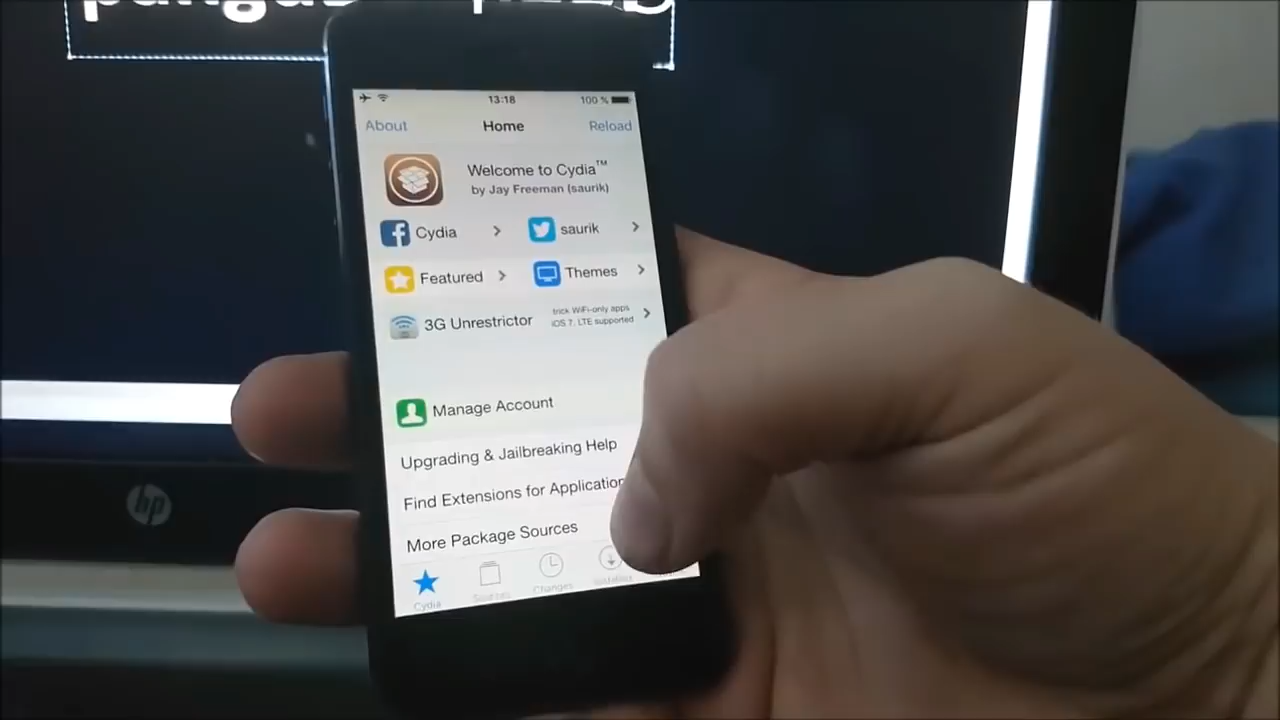 13:18
100 %
About
Home
Reload
Welcome to Cydia™
by Jay Freeman (saurik)
Cydia
saurik
Featured
Themes
3G Unrestrictor
trick WiFi-only apps
iOS 7, LTE supported
Manage Account
Upgrading & Jailbreaking Help
Find Extensions for Application
More Package Sources
Cydia
Sources
Changes
Installed
hp